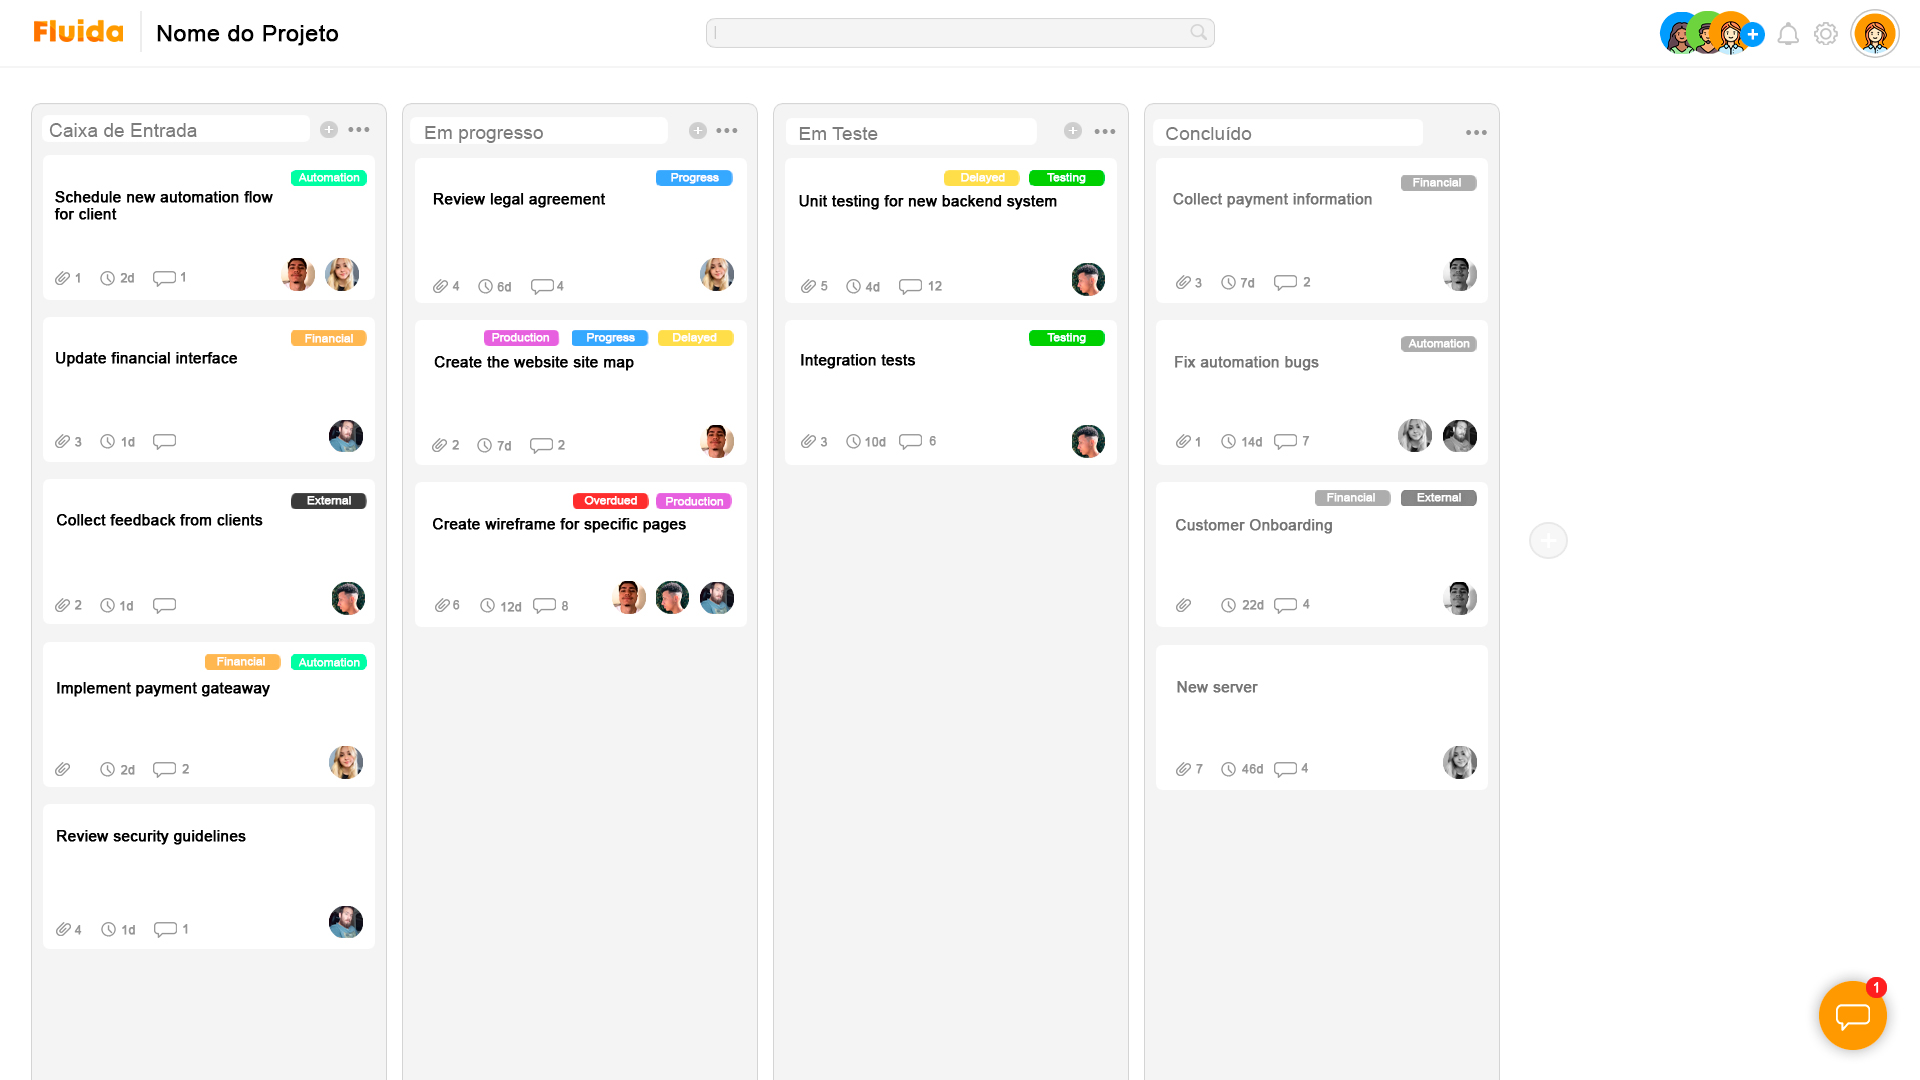 Fluida
Nome do Projeto
Caixa de Entrada
Automation
Schedule new automation flow
for client
1 2d 1
Financial
Update financial interface
3 1d
External
Collect feedback from clients
2 1d
Financial Automation
Implement payment gateaway
2d 2
Review security guidelines
4 1d 1
Em progresso
Progress
Review legal agreement
4 6d 4
Production Progress Delayed
Create the website site map
2 7d 2
Overdued Production
Create wireframe for specific pages
6 12d 8
Em Teste
Delayed Testing
Unit testing for new backend system
5 4d 12
Testing
Integration tests
3 10d 6
Concluído
Financial
Collect payment information
3 7d 2
Automation
Fix automation bugs
1 14d 7
Financial External
Customer Onboarding
22d 4
New server
7 46d 4
1